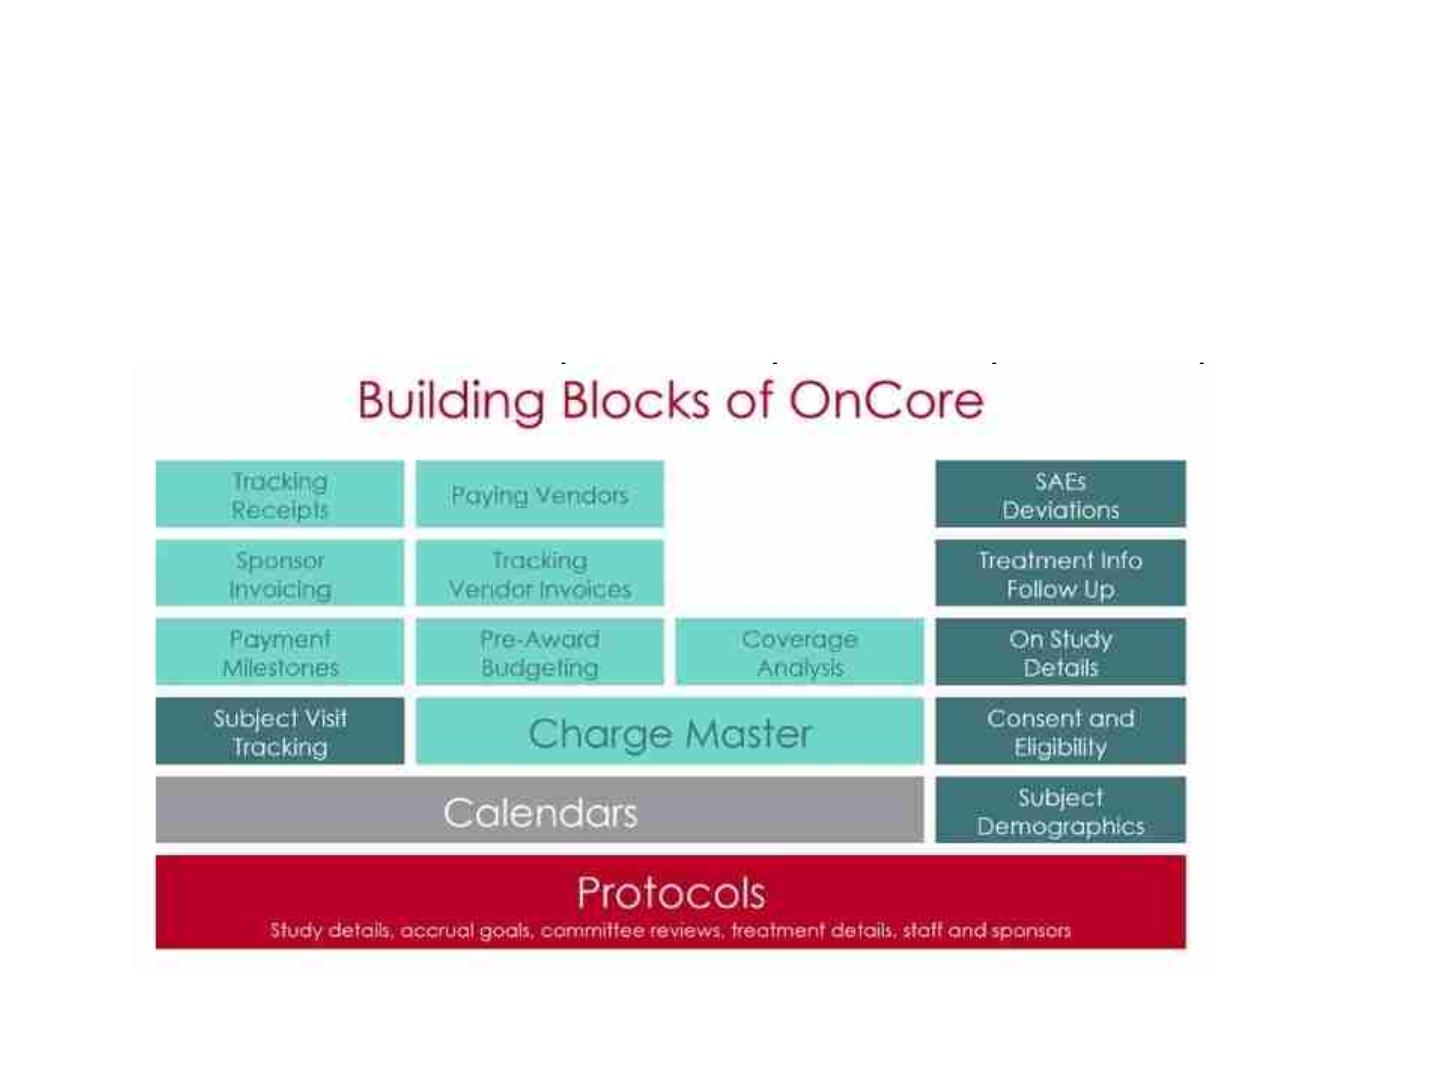 Building Blocks of OnCore
Tracking
Receipts
Paying Vendors
SAEs
Deviations
Sponsor
Invoicing
Tracking
Vendor Invoices
Treatment Info
Follow Up
Payment
Milestones
Pre-Award
Budgeting
Coverage
Analysis
On Study
Details
Subject Visit
Tracking
Charge Master
Consent and
Eligibility
Calendars
Subject
Demographics
Protocols
Study details, accrual goals, committee reviews, treatment details, staff and sponsors